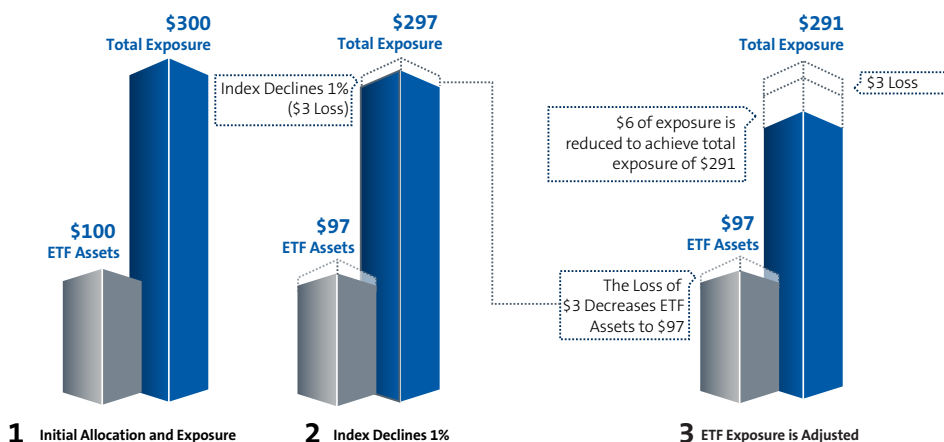 $300
Total Exposure
$100
ETF Assets
1 Initial Allocation and Exposure
$297
Total Exposure
Index Declines 1%
($3 Loss)
$97
ETF Assets
2 Index Declines 1%
$291
Total Exposure
$3 Loss
$6 of exposure is
reduced to achieve total
exposure of $291
$97
ETF Assets
The Loss of
$3 Decreases ETF
Assets to $97
3 ETF Exposure is Adjusted